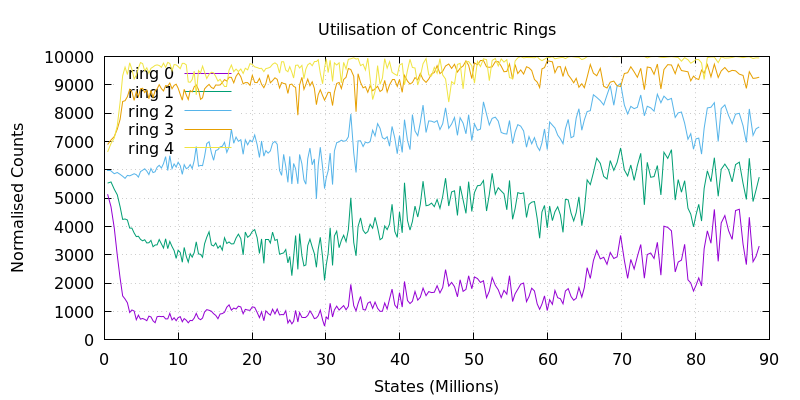 Utilisation of Concentric Rings
Normalised Counts
10000
9000
8000
7000
6000
5000
4000
3000
2000
1000
0
ring 0
ring 1
ring 2
ring 3
ring 4
0 10 20 30 40 50 60 70 80 90
States (Millions)